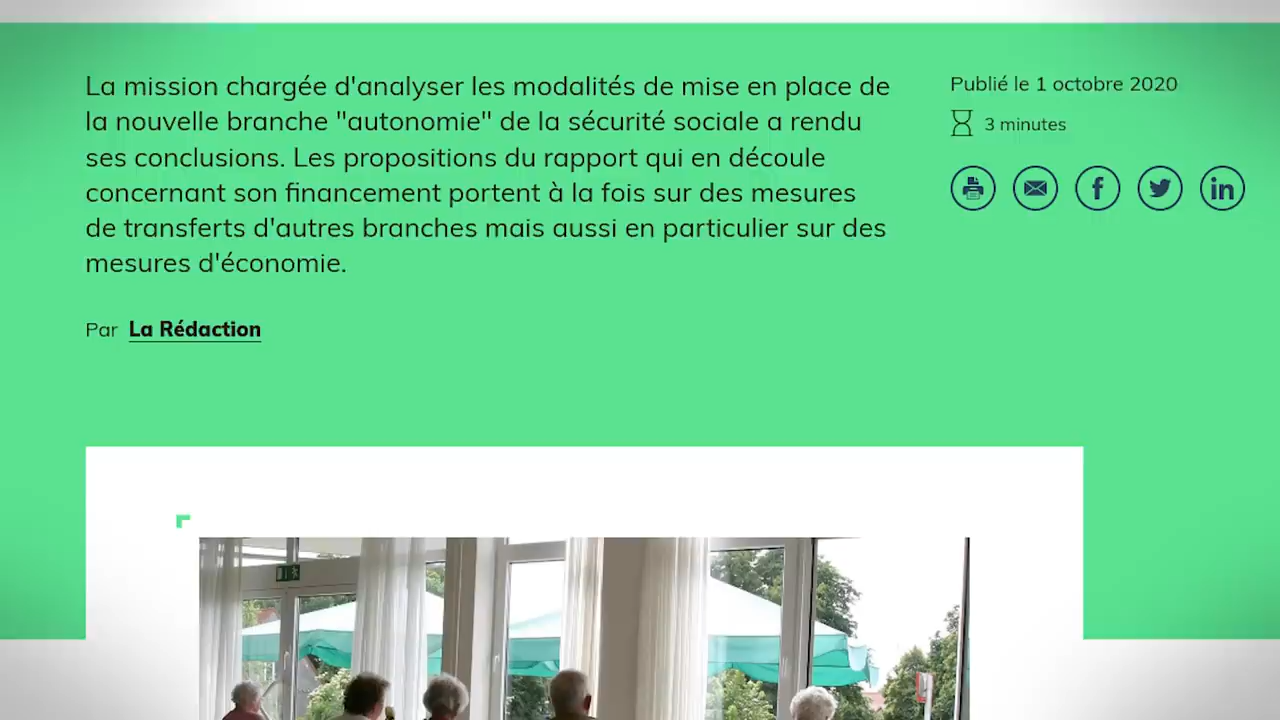 La mission chargée d'analyser les modalités de mise en place de
la nouvelle branche "autonomie" de la sécurité sociale a rendu
ses conclusions. Les propositions du rapport qui en découle
concernant son financement portent à la fois sur des mesures
de transferts d'autres branches mais aussi en particulier sur des
mesures d'économie.
Par La Rédaction
Publié le 1 octobre 2020
3 minutes